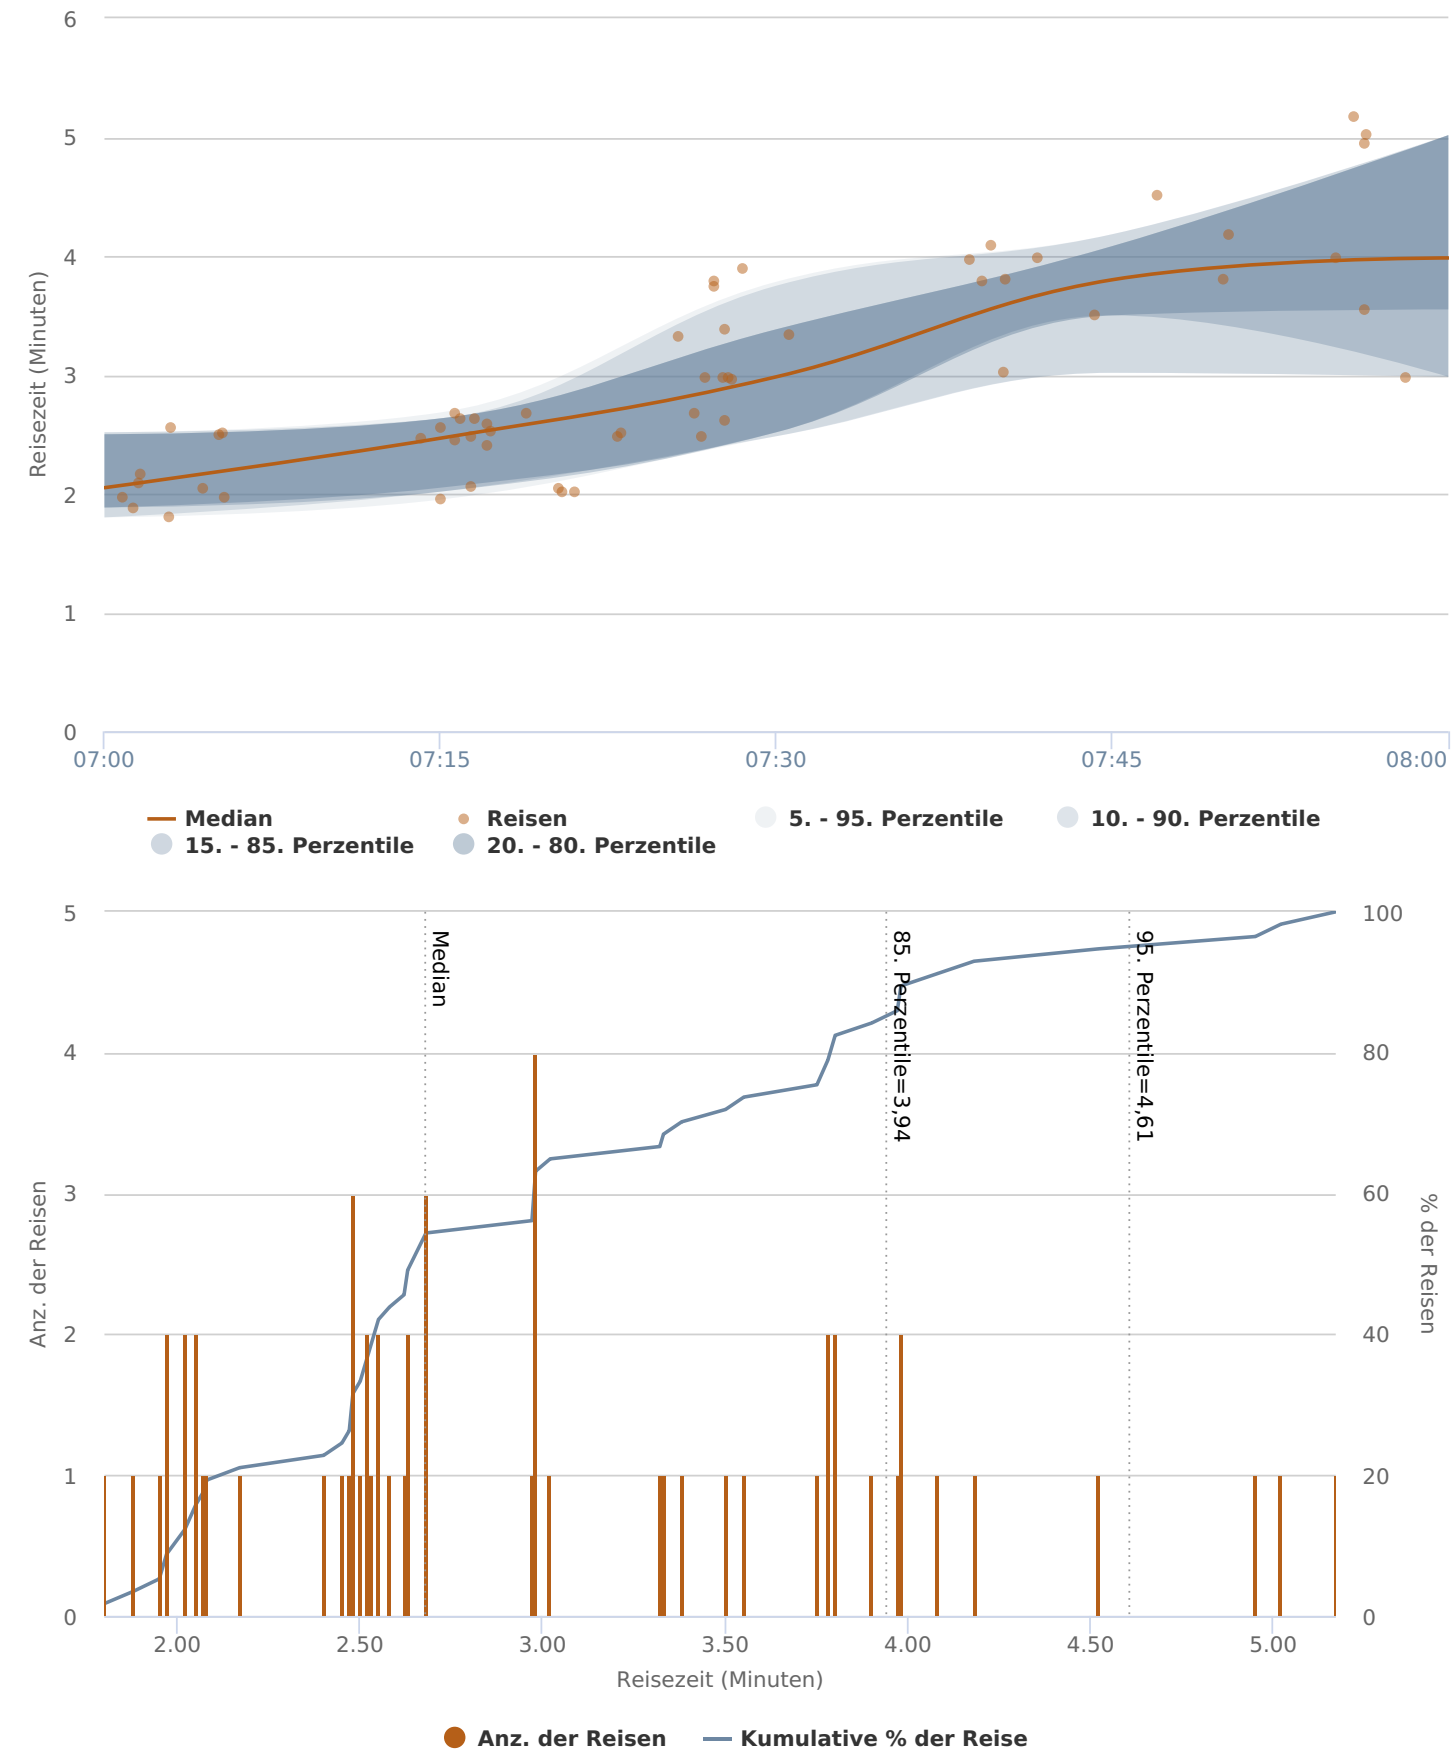 6
5
4
3
2
1
0
Reisezeit (Minuten)
07:00 07:15 07:30 07:45 08:00
Median Reisen 5. - 95. Perzentile 10. - 90. Perzentile
15. - 85. Perzentile 20. - 80. Perzentile
5 100
4 80
3 60
2 40
1 20
0 0
Anz. der Reisen
% der Reisen
Median
85. Perzentile=3,94
95. Perzentile=4,61
2.00 2.50 3.00 3.50 4.00 4.50 5.00
Reisezeit (Minuten)
Anz. der Reisen Kumulative % der Reise